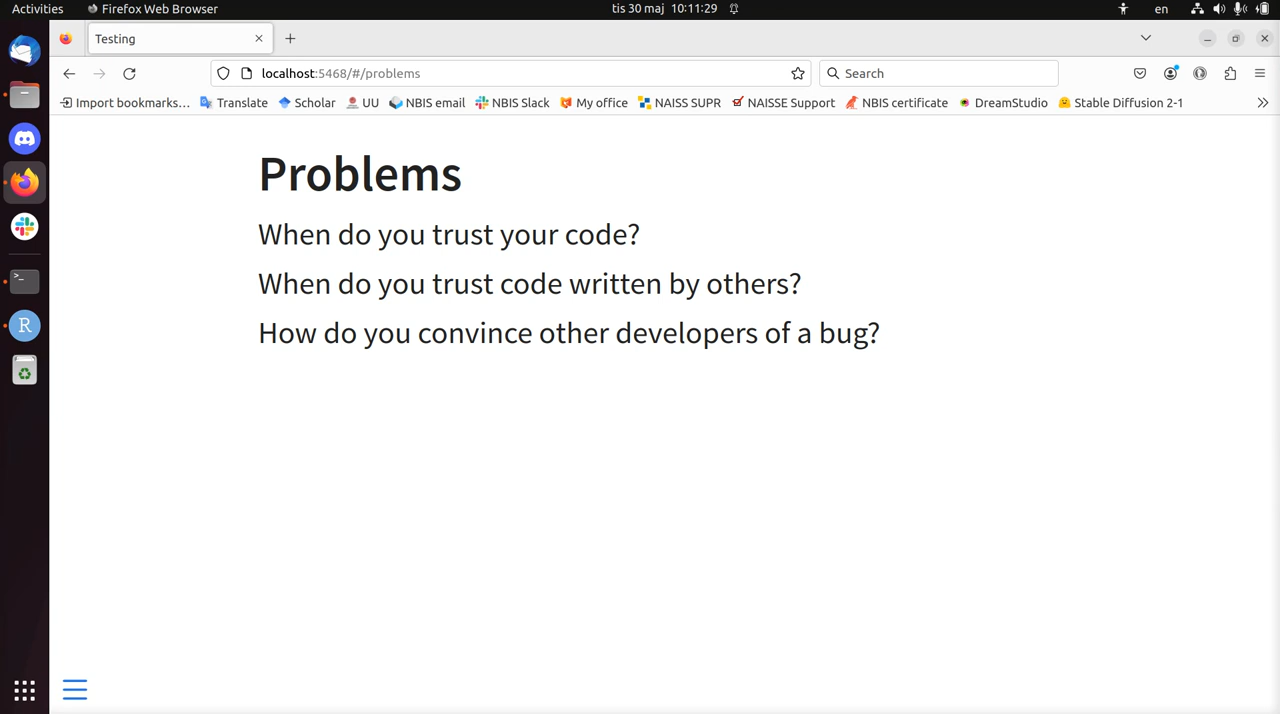 Activities Firefox Web Browser tis 30 maj 10:11:29 en
Testing
localhost:5468/#/problems Search
Import bookmarks... Translate Scholar UU NBIS email NBIS Slack My office NAISS SUPR NAISSE Support NBIS certificate DreamStudio Stable Diffusion 2-1
Problems
When do you trust your code?
When do you trust code written by others?
How do you convince other developers of a bug?
R